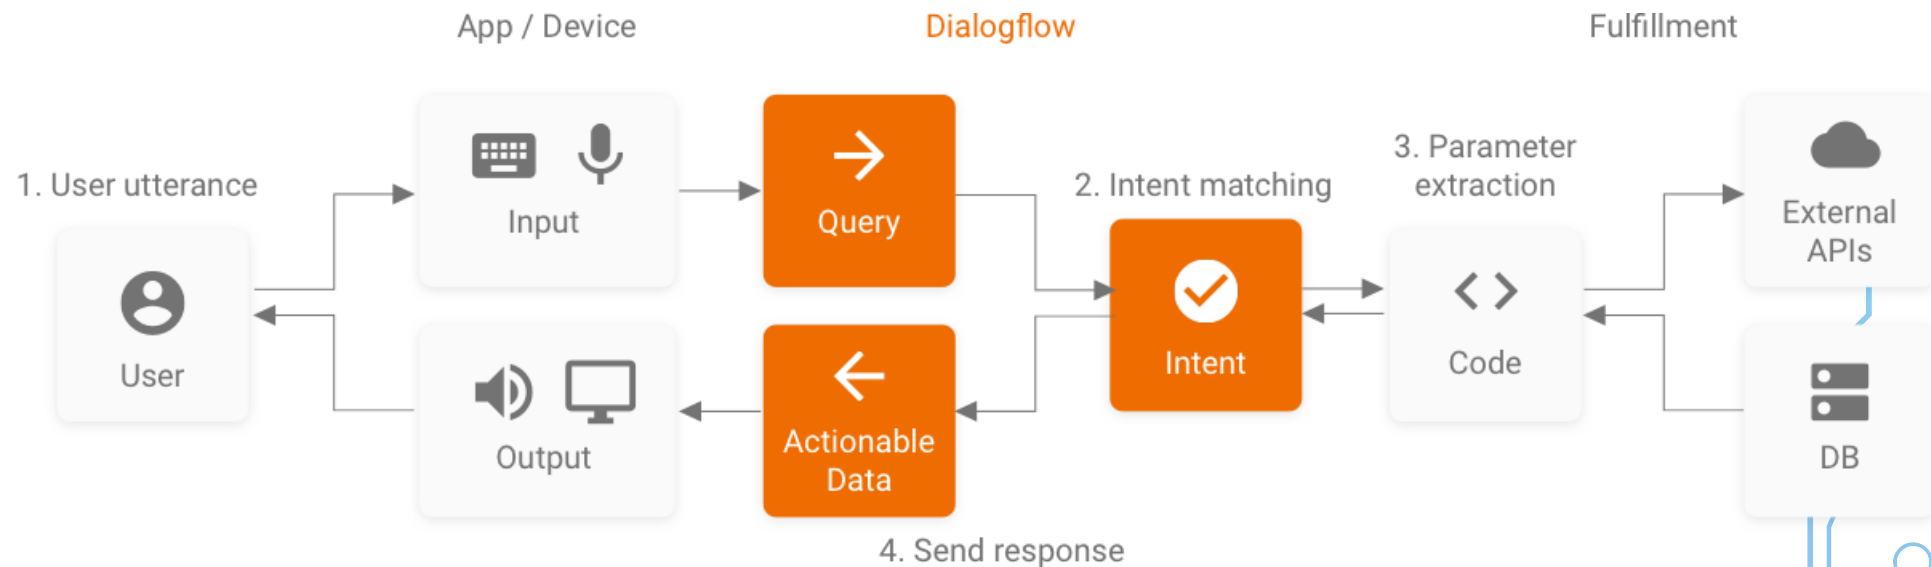 App / Device
Dialogflow
Fulfillment
1. User utterance
User
Input
Query
2. Intent matching
Intent
3. Parameter
extraction
Code
External
APIs
DB
Output
Actionable
Data
4. Send response